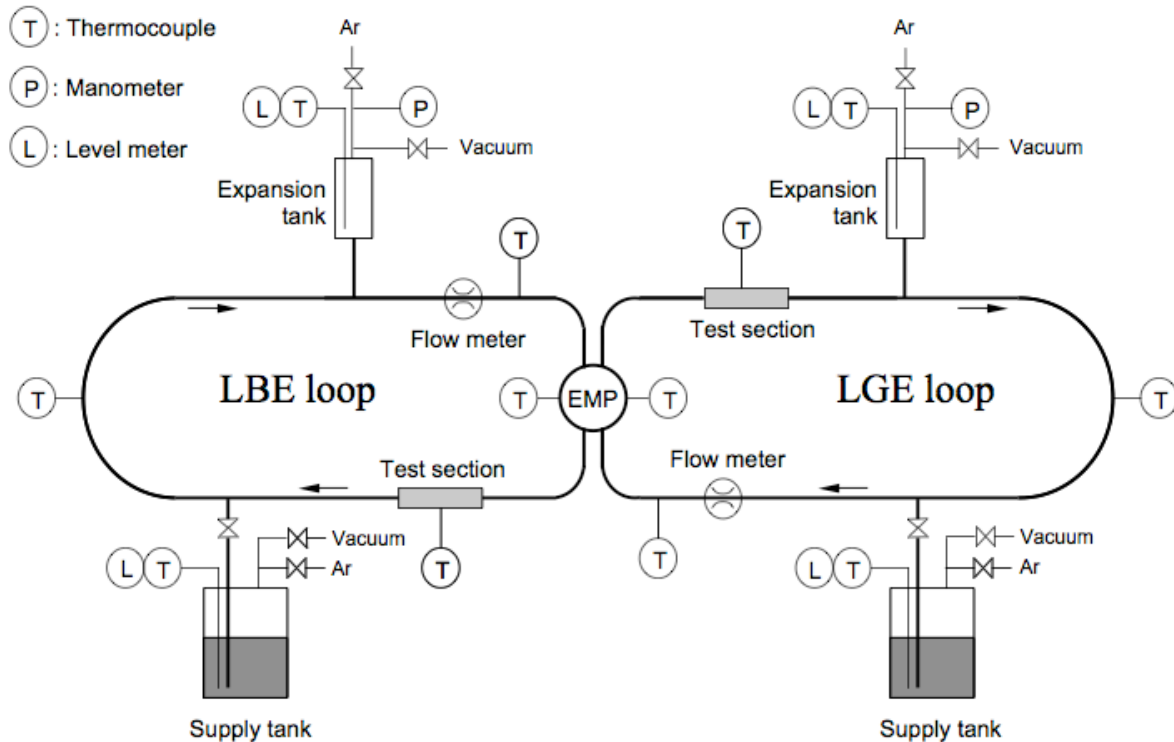 T : Thermocouple
P : Manometer
L : Level meter
Ar
L T P
Vacuum
Expansion
tank
T
Flow meter
LBE loop
T
T EMP T
Test section
T
Vacuum
Ar
L T
Supply tank
Ar
L T P
Vacuum
Expansion
tank
T
Test section
LGE loop
T
Flow meter
T
Vacuum
Ar
L T
Supply tank